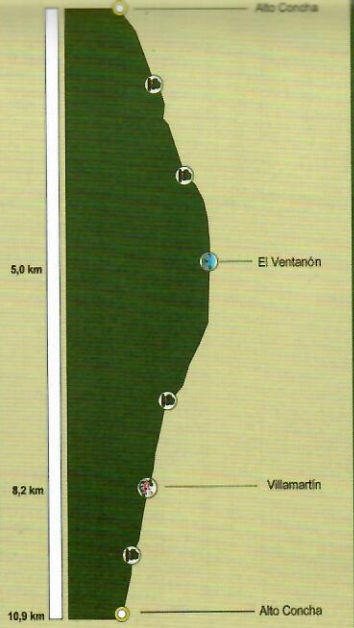 Alto Concha
5,0 km
El Ventanón
8,2 km
Villamartín
10,9 km
Alto Concha